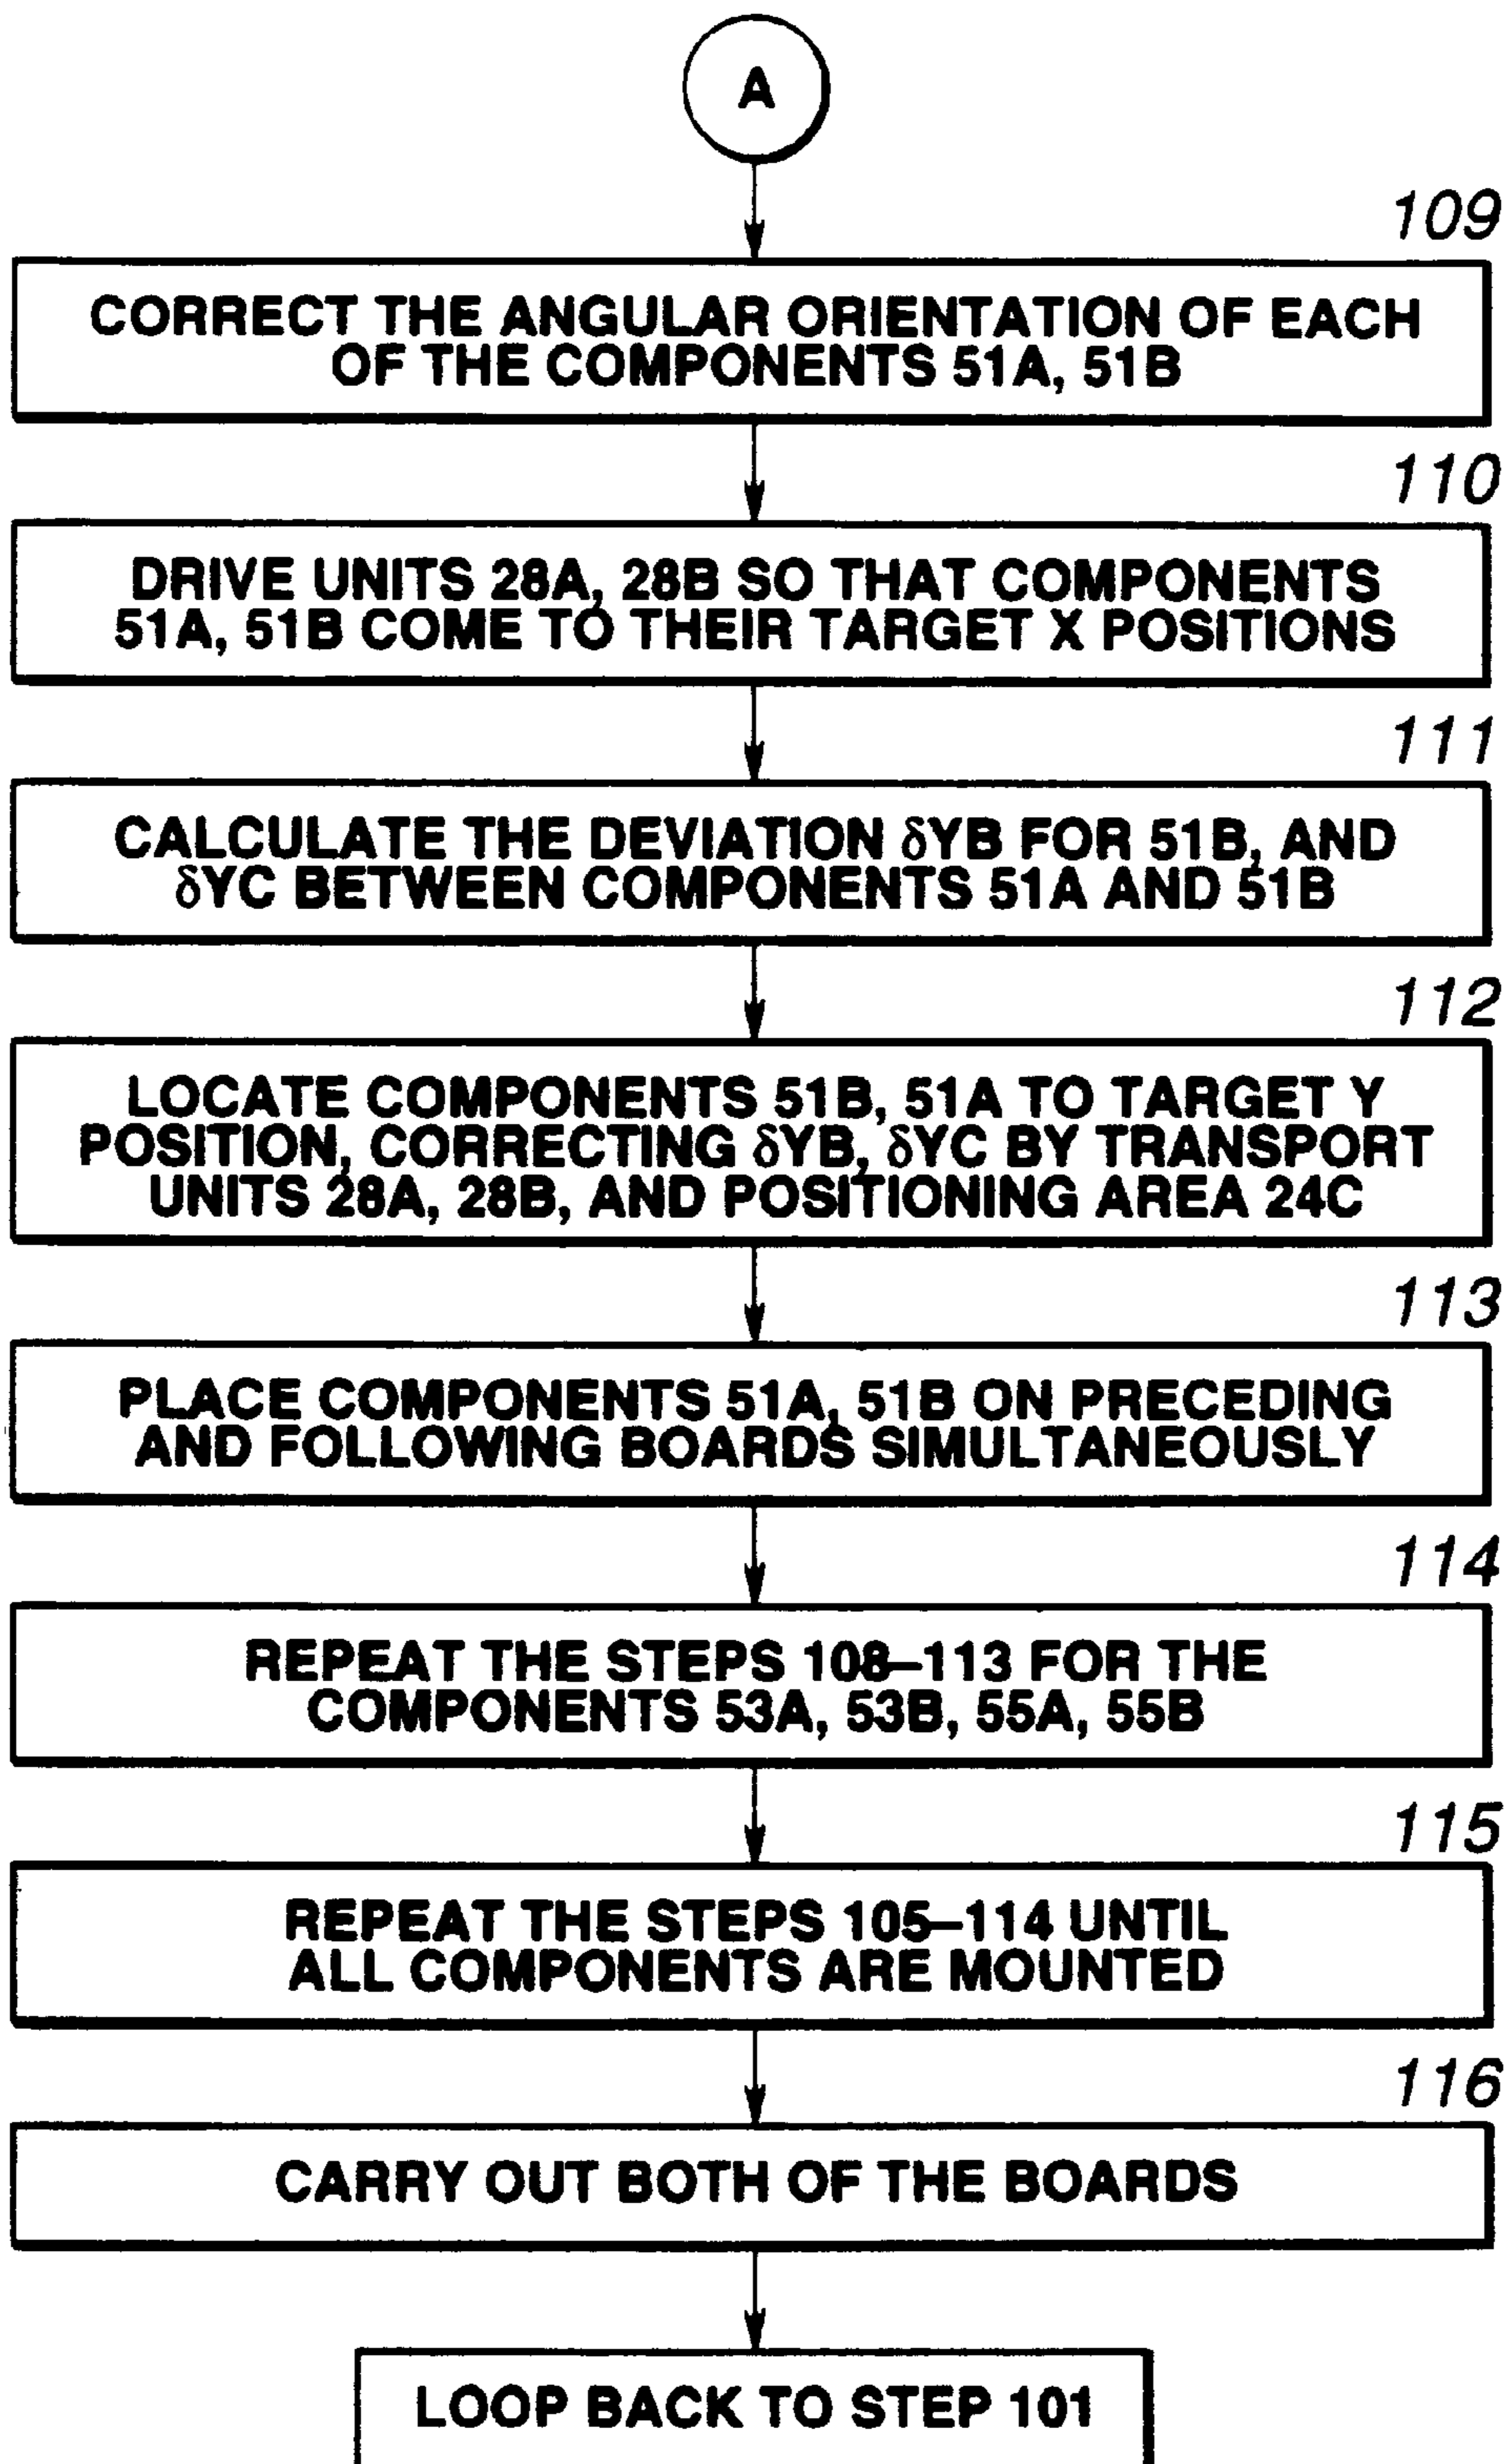 A
109
CORRECT THE ANGULAR ORIENTATION OF EACH
OF THE COMPONENTS 51A, 51B
110
DRIVE UNITS 28A, 28B SO THAT COMPONENTS
51A, 51B COME TO THEIR TARGET X POSITIONS
111
CALCULATE THE DEVIATION δYB FOR 51B, AND
δYC BETWEEN COMPONENTS 51A AND 51B
112
LOCATE COMPONENTS 51B, 51A TO TARGET Y
POSITION, CORRECTING δYB, δYC BY TRANSPORT
UNITS 28A, 28B, AND POSITIONING AREA 24C
113
PLACE COMPONENTS 51A, 51B ON PRECEDING
AND FOLLOWING BOARDS SIMULTANEOUSLY
114
REPEAT THE STEPS 108–113 FOR THE
COMPONENTS 53A, 53B, 55A, 55B
115
REPEAT THE STEPS 105–114 UNTIL
ALL COMPONENTS ARE MOUNTED
116
CARRY OUT BOTH OF THE BOARDS
LOOP BACK TO STEP 101